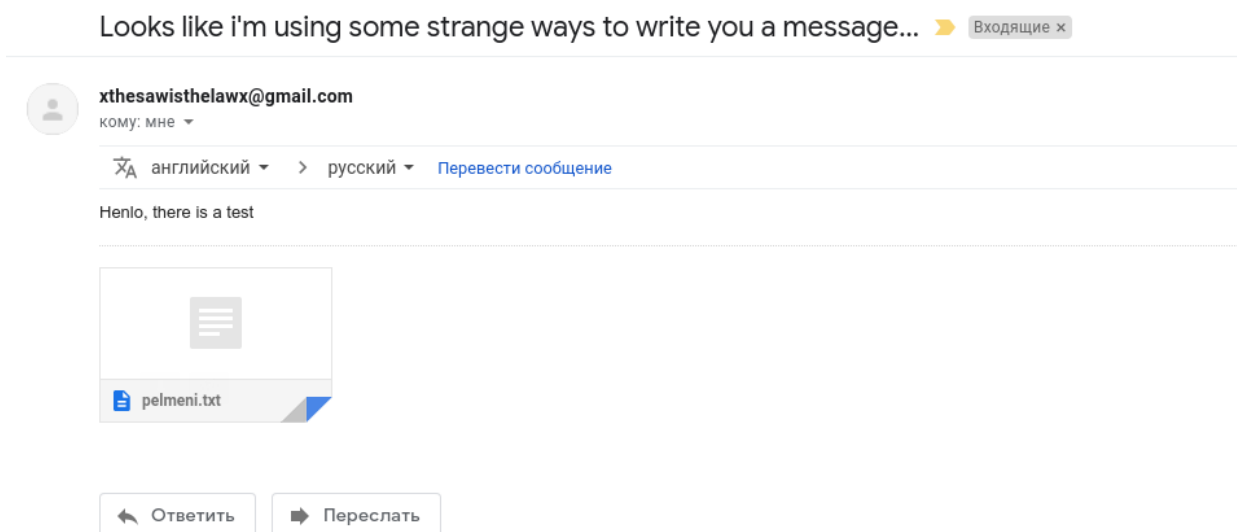 Looks like i'm using some strange ways to write you a message... Входящие ×
xthesawisthelawx@gmail.com
кому: мне
английский > русский Перевести сообщение
Henlo, there is a test
pelmeni.txt
Ответить Переслать